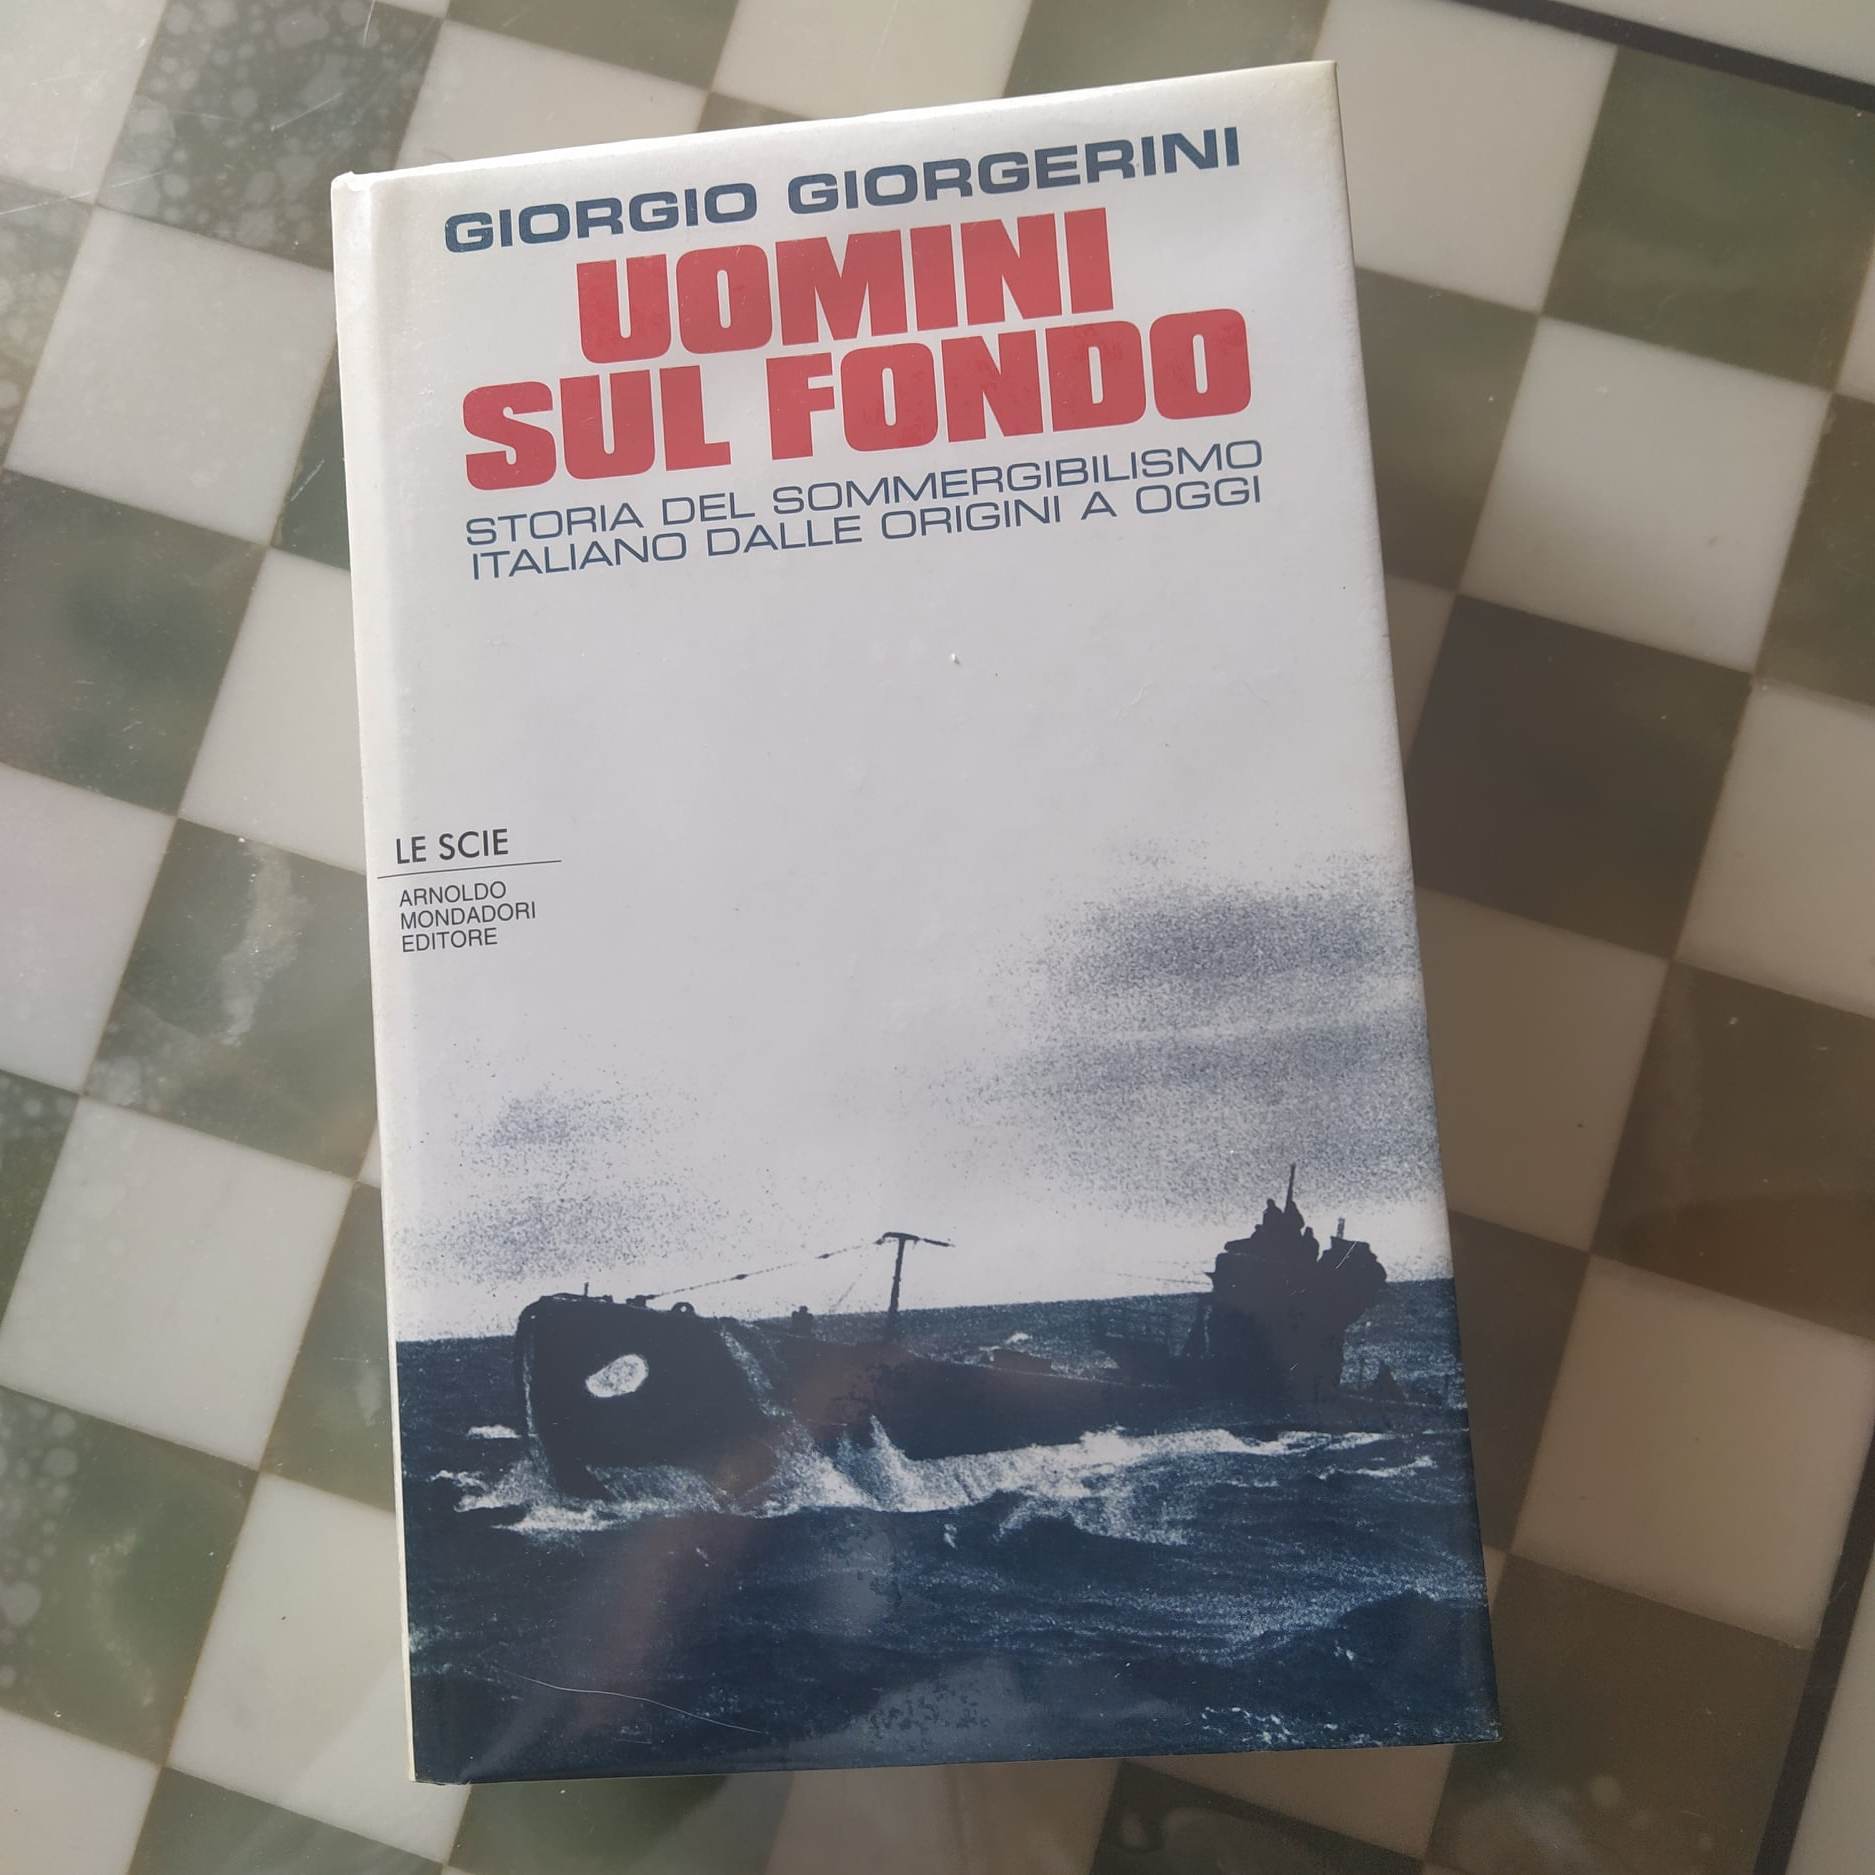 GIORGIO GIORGERINI
UOMINI
SUL FONDO
STORIA DEL SOMMERGIBILISMO
ITALIANO DALLE ORIGINI A OGGI
LE SCIE
ARNOLDO
MONDADORI
EDITORE